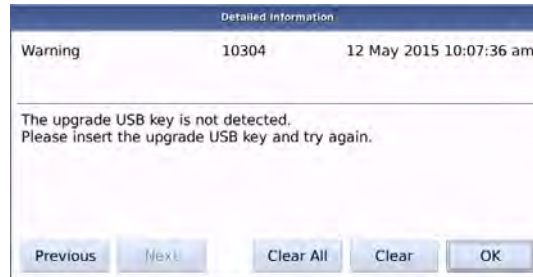 Detailed Information
Warning 10304 12 May 2015 10:07:36 am
The upgrade USB key is not detected.
Please insert the upgrade USB key and try again.
Previous Next Clear All Clear OK